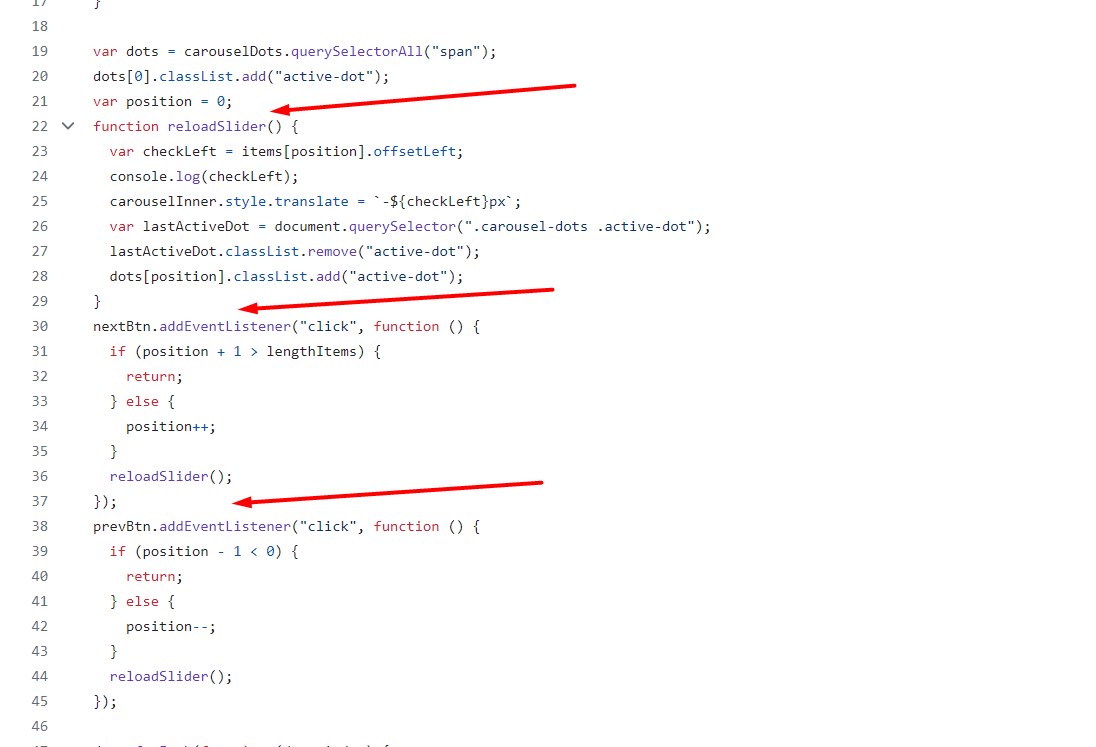 17 }
18
19 var dots = carouselDots.querySelectorAll("span");
20 dots[0].classList.add("active-dot");
21 var position = 0;
22 function reloadSlider() {
23 var checkLeft = items[position].offsetLeft;
24 console.log(checkLeft);
25 carouselInner.style.translate = `-${checkLeft}px`;
26 var lastActiveDot = document.querySelector(".carousel-dots .active-dot");
27 lastActiveDot.classList.remove("active-dot");
28 dots[position].classList.add("active-dot");
29 }
30 nextBtn.addEventListener("click", function () {
31 if (position + 1 > lengthItems) {
32 return;
33 } else {
34 position++;
35 }
36 reloadSlider();
37 });
38 prevBtn.addEventListener("click", function () {
39 if (position - 1 < 0) {
40 return;
41 } else {
42 position--;
43 }
44 reloadSlider();
45 });
46